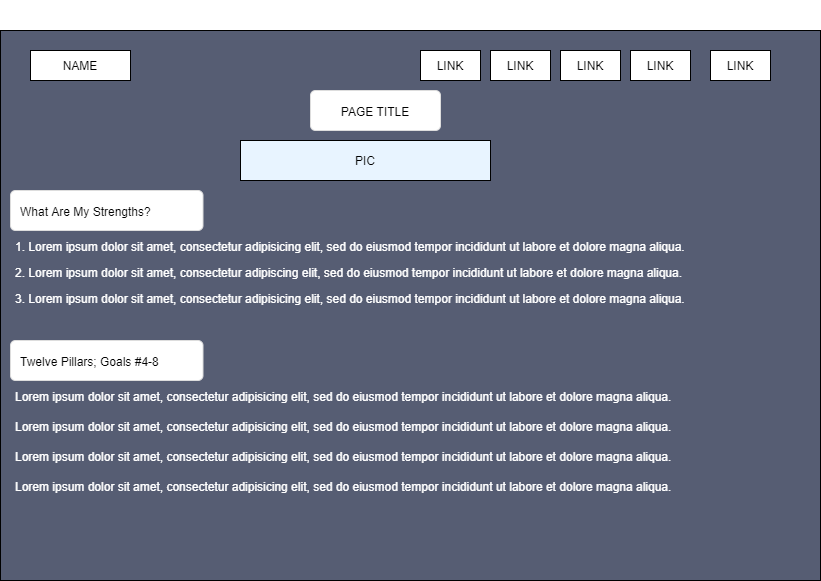 NAME LINK LINK LINK LINK LINK
PAGE TITLE
PIC
What Are My Strengths?
1. Lorem ipsum dolor sit amet, consectetur adipisicing elit, sed do eiusmod tempor incididunt ut labore et dolore magna aliqua.
2. Lorem ipsum dolor sit amet, consectetur adipiscing elit, sed do eiusmod tempor incididunt ut labore et dolore magna aliqua.
3. Lorem ipsum dolor sit amet, consectetur adipisicing elit, sed do eiusmod tempor incididunt ut labore et dolore magna aliqua.
Twelve Pillars; Goals #4-8
Lorem ipsum dolor sit amet, consectetur adipisicing elit, sed do eiusmod tempor incididunt ut labore et dolore magna aliqua.
Lorem ipsum dolor sit amet, consectetur adipisicing elit, sed do eiusmod tempor incididunt ut labore et dolore magna aliqua.
Lorem ipsum dolor sit amet, consectetur adipisicing elit, sed do eiusmod tempor incididunt ut labore et dolore magna aliqua.
Lorem ipsum dolor sit amet, consectetur adipisicing elit, sed do eiusmod tempor incididunt ut labore et dolore magna aliqua.